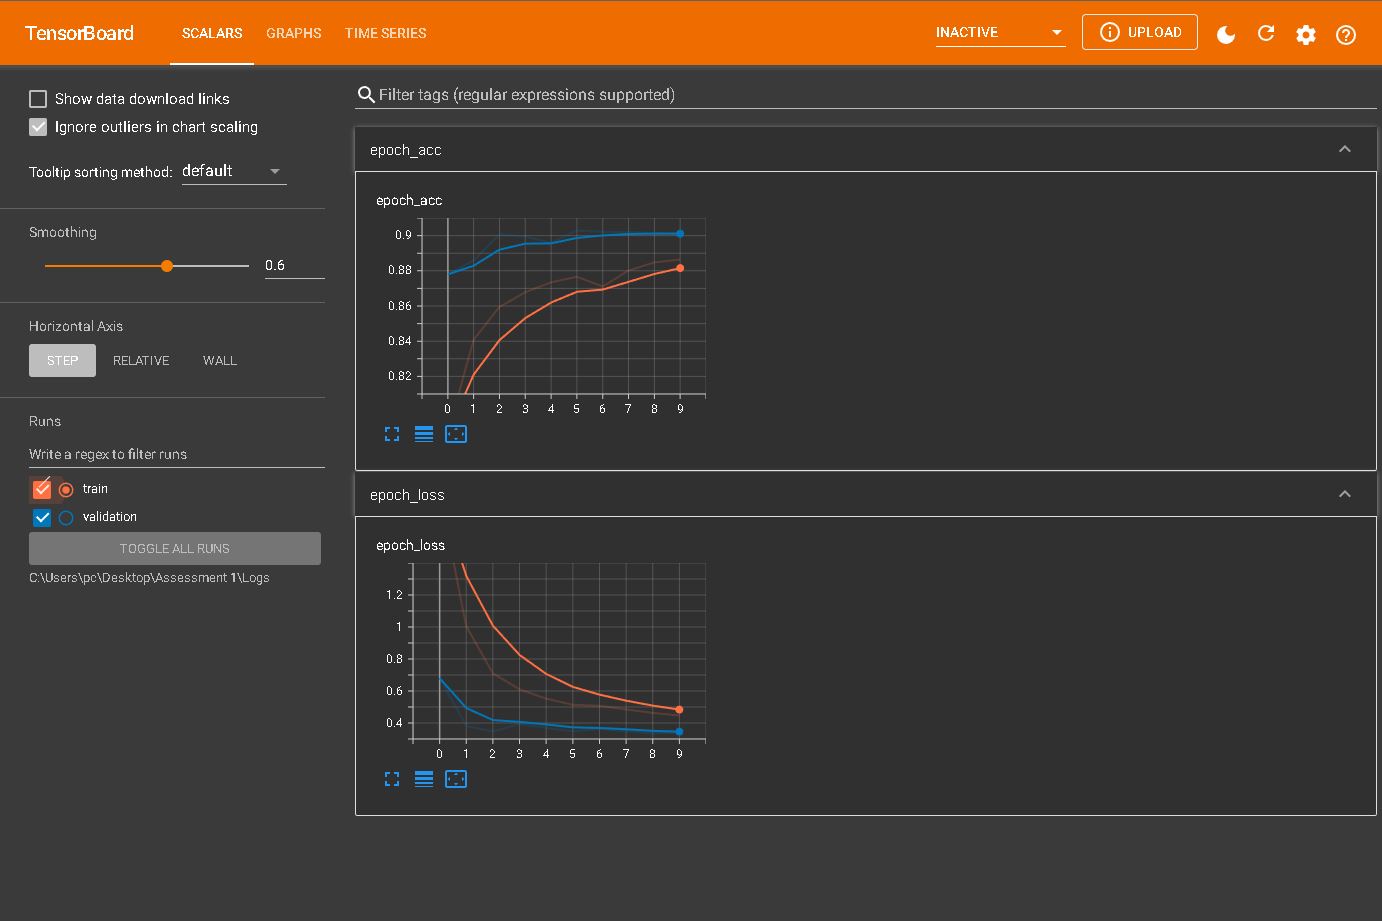 TensorBoard SCALARS GRAPHS TIME SERIES INACTIVE UPLOAD
Show data download links
Ignore outliers in chart scaling
Tooltip sorting method: default
Smoothing
0.6
Horizontal Axis
STEP RELATIVE WALL
Runs
Write a regex to filter runs
train
validation
TOGGLE ALL RUNS
C:\Users\pc\Desktop\Assessment 1\Logs
Filter tags (regular expressions supported)
epoch_acc
epoch_acc
0.9
0.88
0.86
0.84
0.82
0 1 2 3 4 5 6 7 8 9
epoch_loss
epoch_loss
1.2
1
0.8
0.6
0.4
0 1 2 3 4 5 6 7 8 9